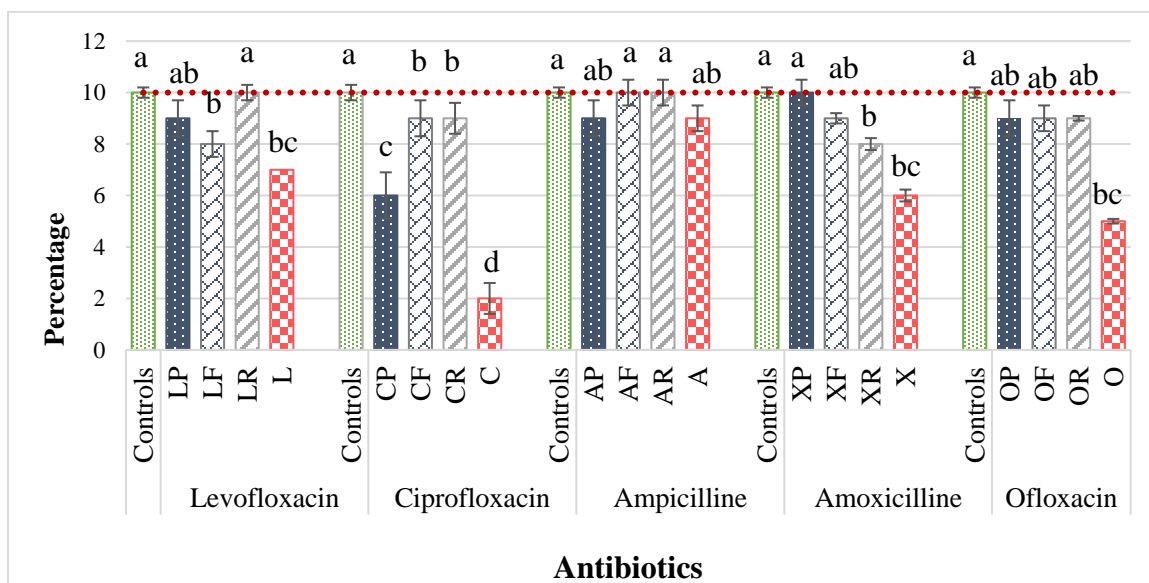 12
10
8
6
4
2
0
Percentage
a ab b a bc a c b b d a ab a a ab a a ab b bc a ab ab ab bc
Controls LP LF LR L Controls CP CF CR C Controls AP AF AR A Controls XP XF XR X Controls OP OF OR O
Levofloxacin Ciprofloxacin Ampicilline Amoxicilline Ofloxacin
Antibiotics